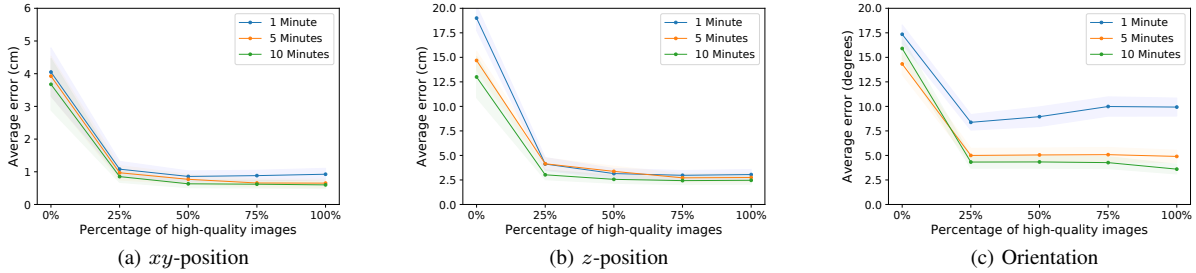 6
5
4
3
2
1
0
Average error (cm)
1 Minute
5 Minutes
10 Minutes
0% 25% 50% 75% 100%
Percentage of high-quality images
(a) xy-position
20.0
17.5
15.0
12.5
10.0
7.5
5.0
2.5
0.0
Average error (cm)
1 Minute
5 Minutes
10 Minutes
0% 25% 50% 75% 100%
Percentage of high-quality images
(b) z-position
20.0
17.5
15.0
12.5
10.0
7.5
5.0
2.5
0.0
Average error (degrees)
1 Minute
5 Minutes
10 Minutes
0% 25% 50% 75% 100%
Percentage of high-quality images
(c) Orientation